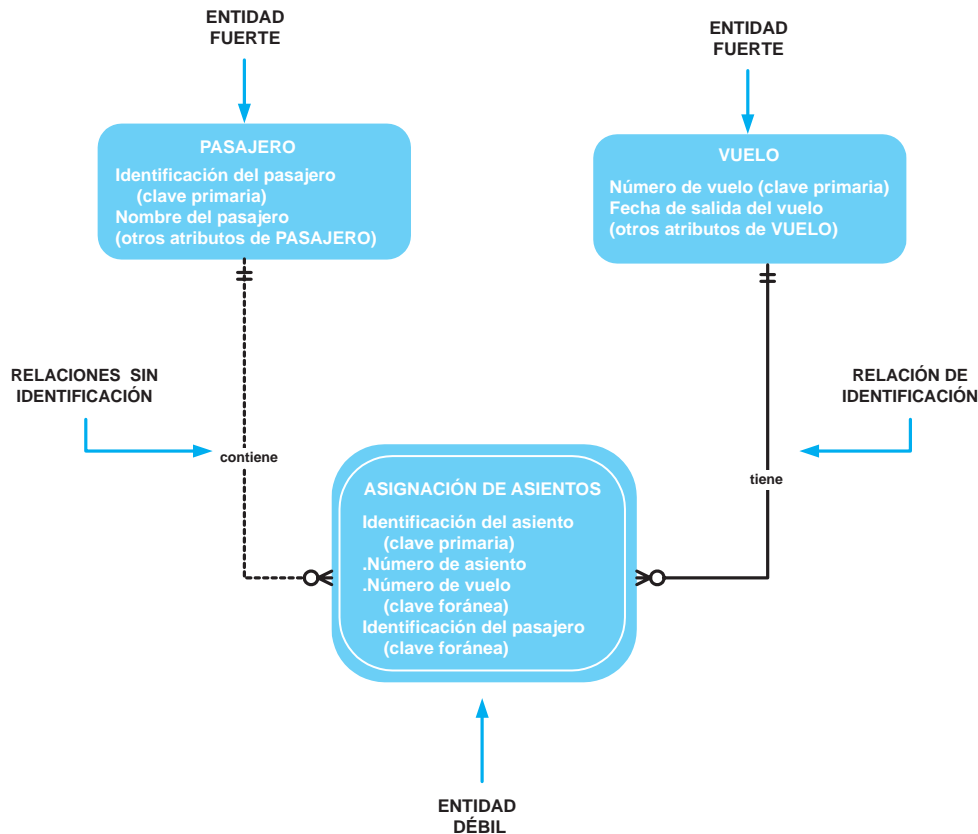 ENTIDAD
FUERTE
ENTIDAD
FUERTE
PASAJERO
Identificación del pasajero
(clave primaria)
Nombre del pasajero
(otros atributos de PASAJERO)
VUELO
Número de vuelo (clave primaria)
Fecha de salida del vuelo
(otros atributos de VUELO)
RELACIONES SIN
IDENTIFICACIÓN
RELACIÓN DE
IDENTIFICACIÓN
contiene
tiene
ASIGNACIÓN DE ASIENTOS
Identificación del asiento
(clave primaria)
.Número de asiento
.Número de vuelo
(clave foránea)
Identificación del pasajero
(clave foránea)
ENTIDAD
DÉBIL